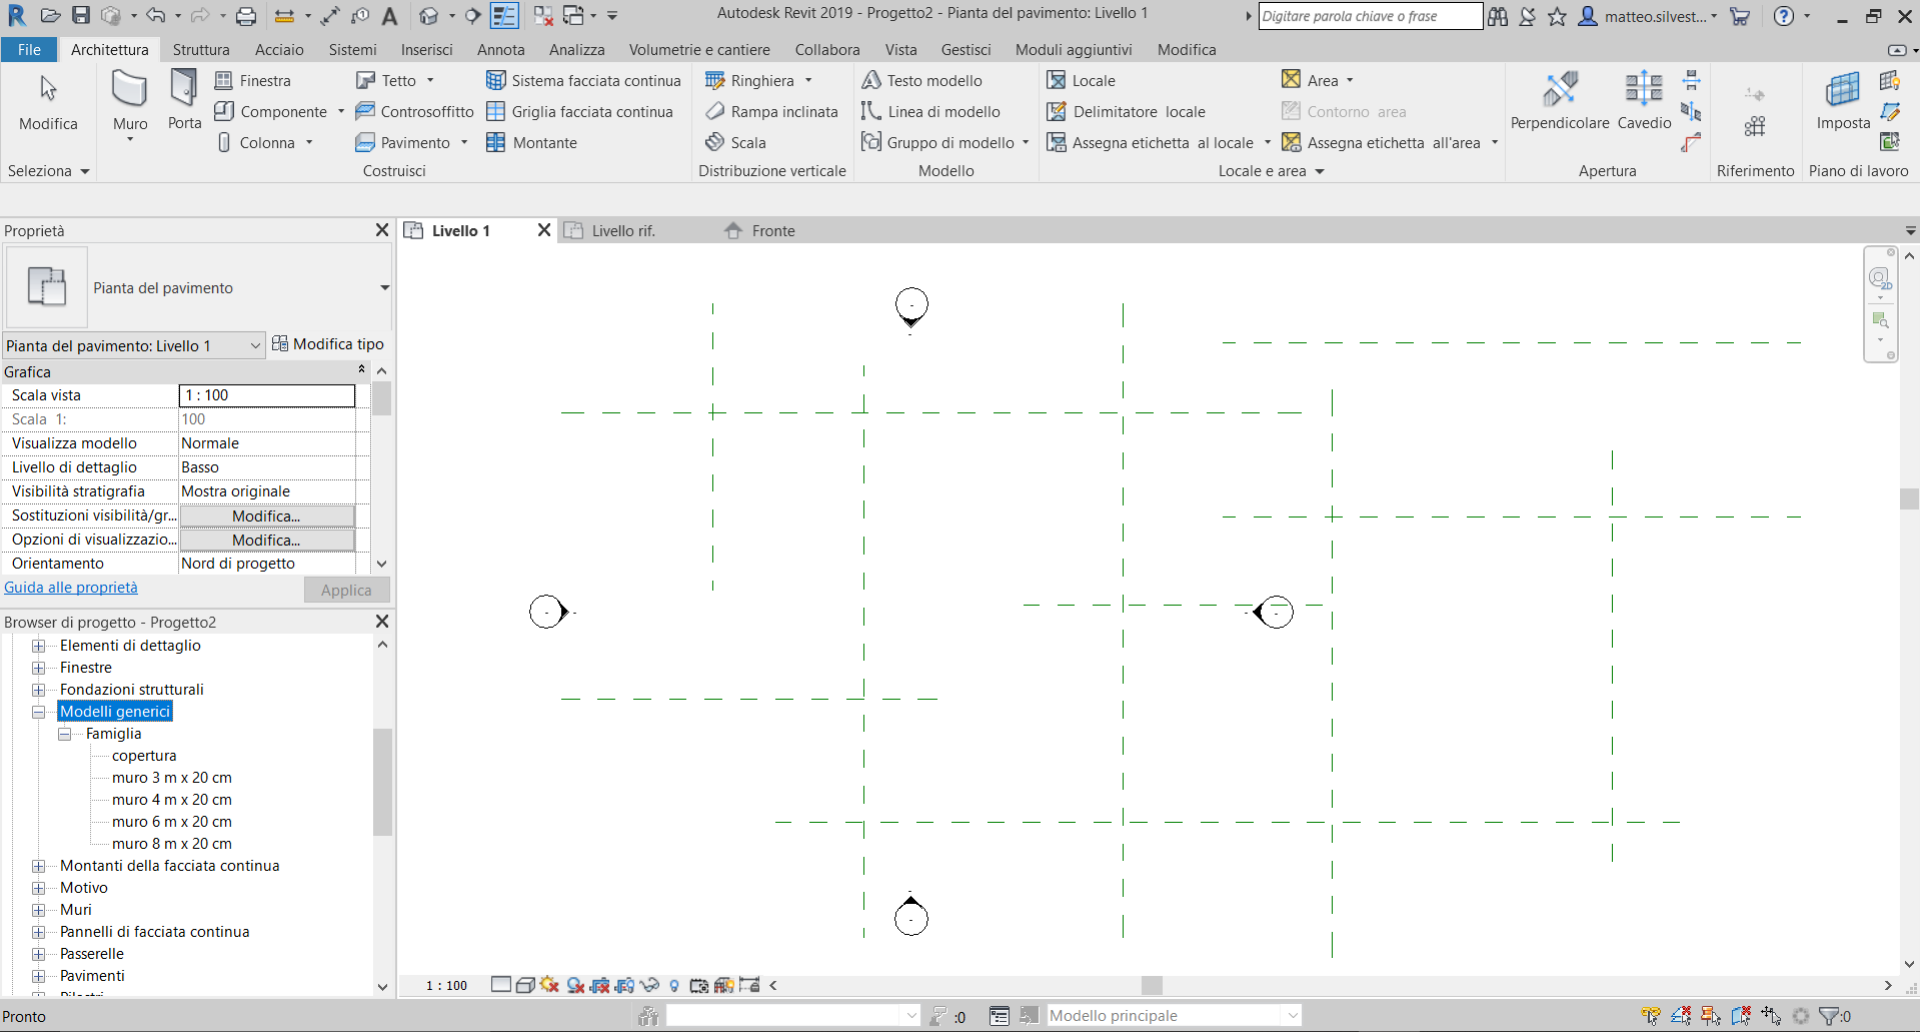 Autodesk Revit 2019 - Progetto2 - Pianta del pavimento: Livello 1
Digitare parola chiave o frase
matteo.silvest...
File Architettura Struttura Acciaio Sistemi Inserisci Annota Analizza Volumetrie e cantiere Collabora Vista Gestisci Moduli aggiuntivi Modifica
Modifica
Muro
Porta
Finestra
Componente
Colonna
Tetto
Controsoffitto
Pavimento
Sistema facciata continua
Griglia facciata continua
Montante
Ringhiera
Rampa inclinata
Scala
Testo modello
Linea di modello
Gruppo di modello
Locale
Delimitatore locale
Assegna etichetta al locale
Area
Contorno area
Assegna etichetta all'area
Perpendicolare
Cavedio
Imposta
Seleziona Costruisci Distribuzione verticale Modello Locale e area Apertura Riferimento Piano di lavoro
Proprietà
Pianta del pavimento
Pianta del pavimento: Livello 1 Modifica tipo
Grafica
Scala vista 1 : 100
Scala 1: 100
Visualizza modello Normale
Livello di dettaglio Basso
Visibilità stratigrafia Mostra originale
Sostituzioni visibilità/gr... Modifica...
Opzioni di visualizzazio... Modifica...
Orientamento Nord di progetto
Guida alle proprietà Applica
Browser di progetto - Progetto2
Elementi di dettaglio
Finestre
Fondazioni strutturali
Modelli generici
Famiglia
copertura
muro 3 m x 20 cm
muro 4 m x 20 cm
muro 6 m x 20 cm
muro 8 m x 20 cm
Montanti della facciata continua
Motivo
Muri
Pannelli di facciata continua
Passerelle
Pavimenti
Livello 1 Livello rif. Fronte
2D
1 : 100
Pronto
:0
Modello principale
:0